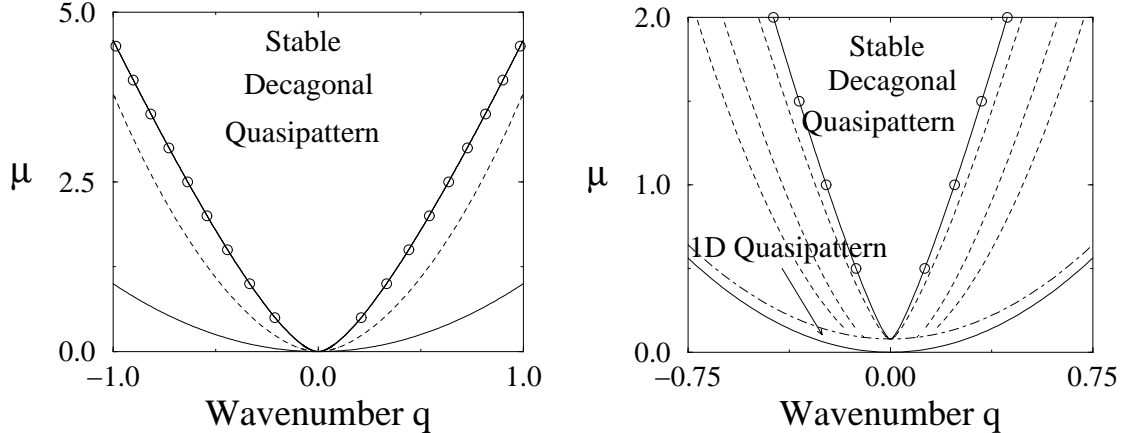 5.0
Stable
Decagonal
Quasipattern
μ
2.5
0.0
−1.0
0.0
1.0
Wavenumber q
2.0
Stable
Decagonal
Quasipattern
μ
1.0
1D Quasipattern
0.0
−0.75
0.00
0.75
Wavenumber q